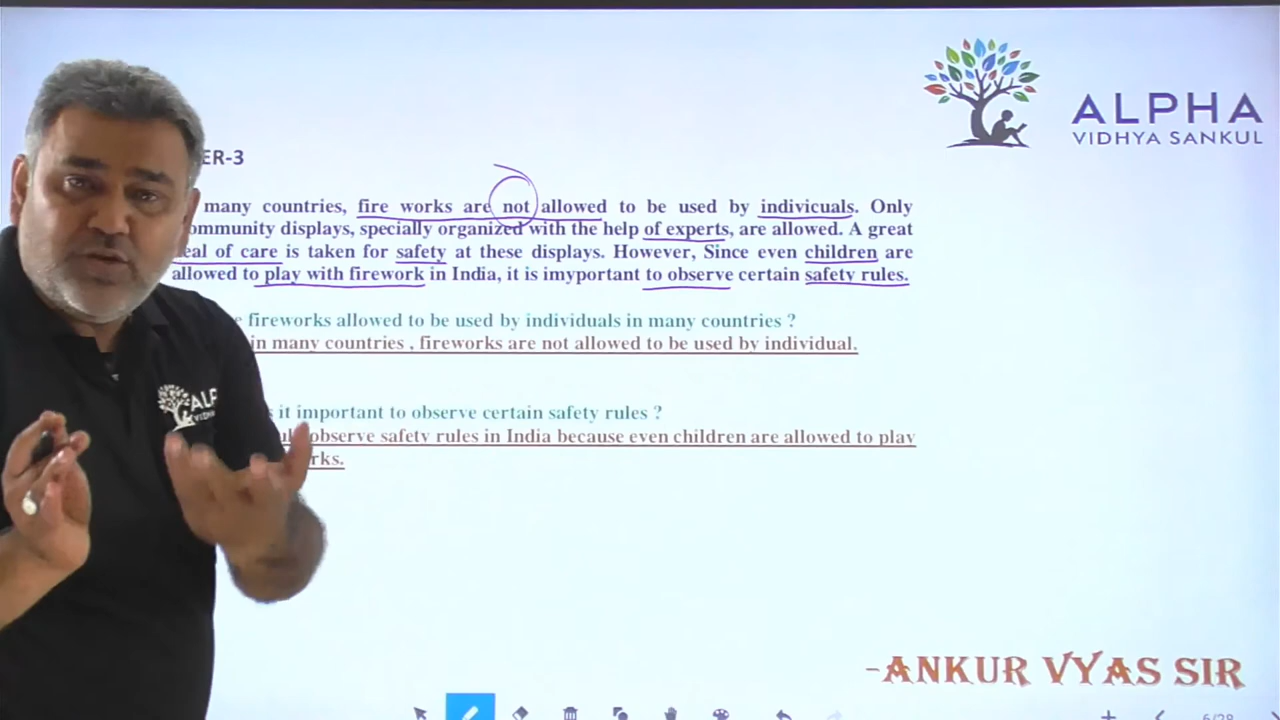 ALPHA
VIDHYA SANKUL
ER-3
many countries, fire works are not allowed to be used by indivicuals. Only
ommunity displays, specially organized with the help of experts, are allowed. A great
eal of care is taken for safety at these displays. However, Since even children are
allowed to play with firework in India, it is imyportant to observe certain safety rules.
e fireworks allowed to be used by individuals in many countries ?
in many countries , fireworks are not allowed to be used by individual.
s it important to observe certain safety rules ?
observe safety rules in India because even children are allowed to play
rks.
ALP
VIDH
-ANKUR VYAS SIR
6/28